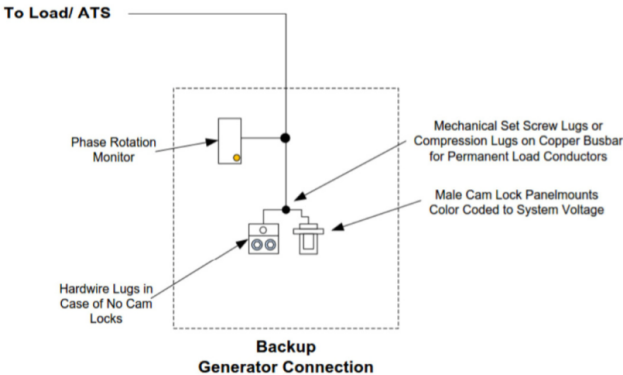 To Load/ ATS
Phase Rotation
Monitor
Mechanical Set Screw Lugs or
Compression Lugs on Copper Busbar
for Permanent Load Conductors
Male Cam Lock Panelmounts
Color Coded to System Voltage
Hardwire Lugs in
Case of No Cam
Locks
Backup
Generator Connection